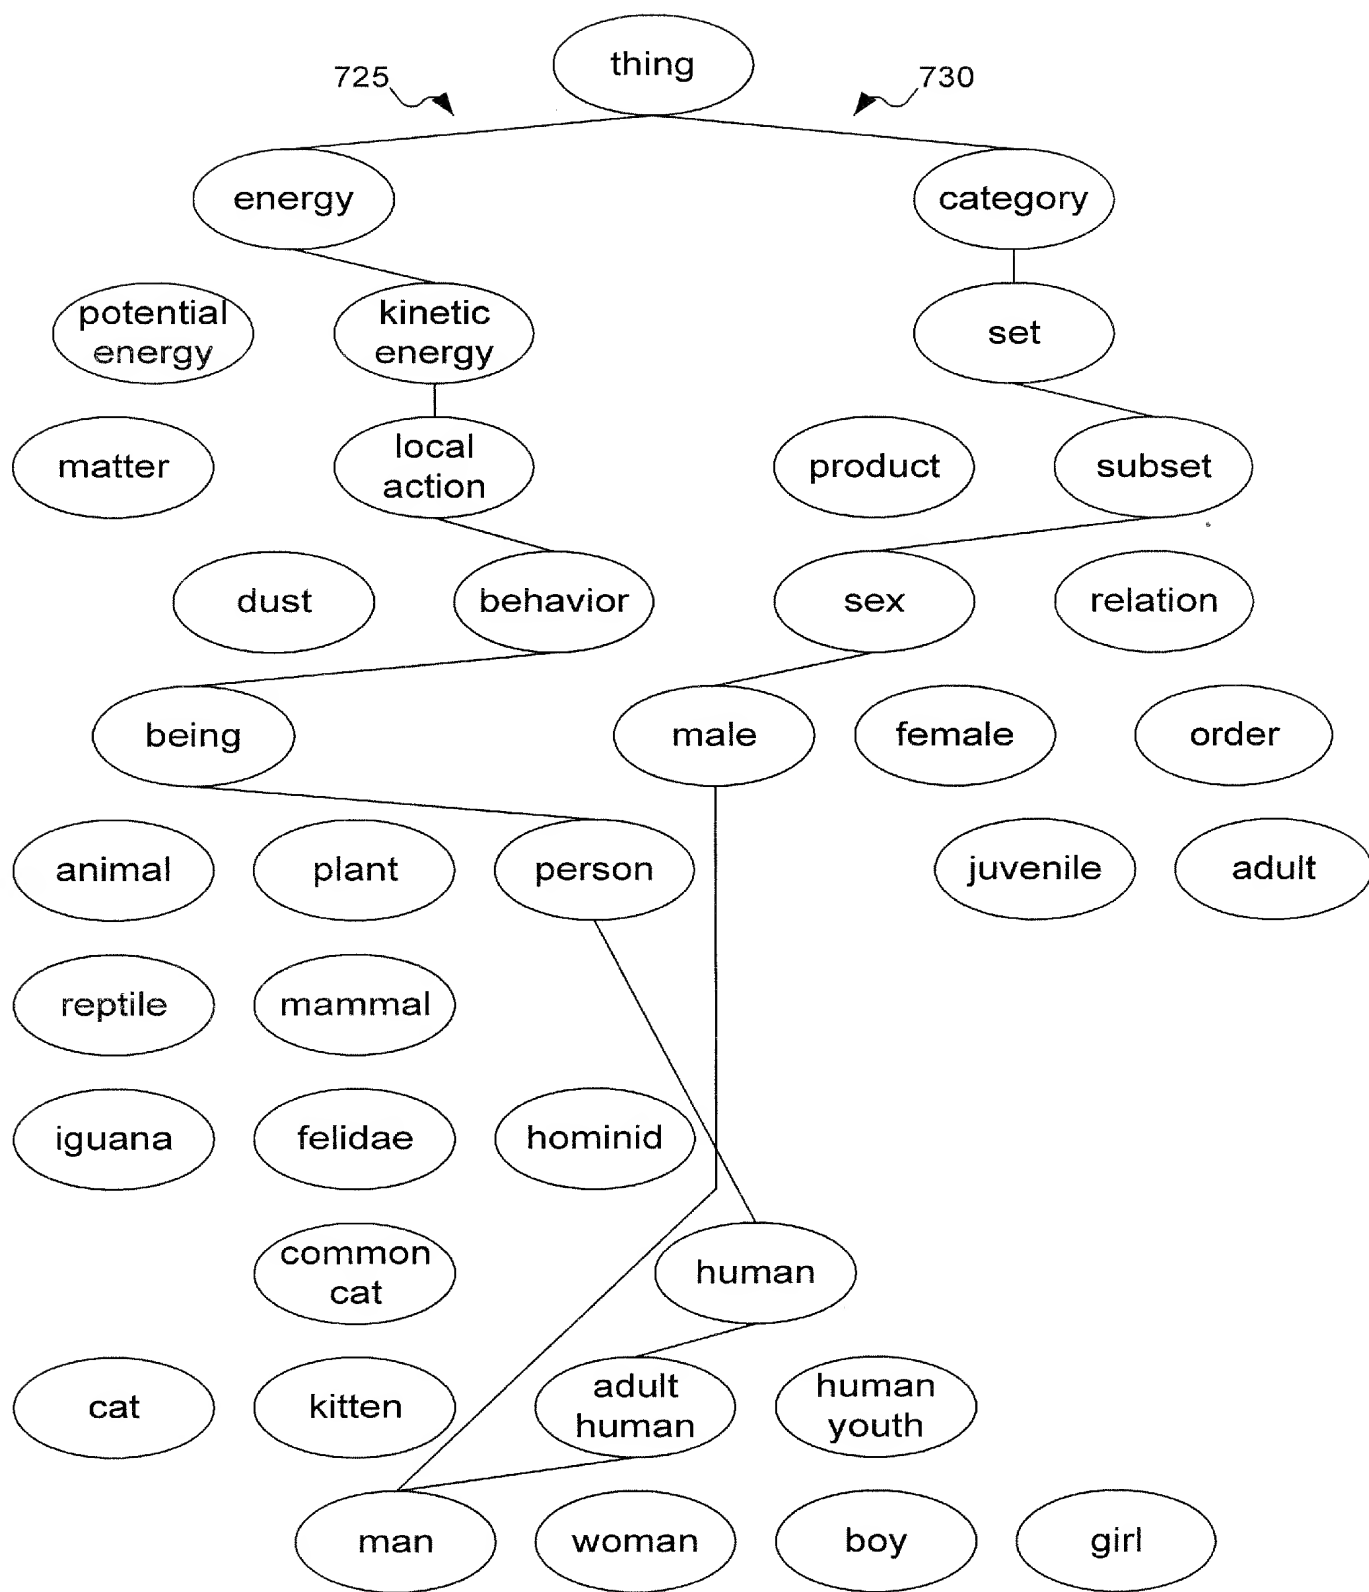 thing
725
730
energy
category
potential
energy
kinetic
energy
set
matter
local
action
product
subset
dust
behavior
sex
relation
being
male
female
order
animal
plant
person
juvenile
adult
reptile
mammal
iguana
felidae
hominid
common
cat
human
cat
kitten
adult
human
human
youth
man
woman
boy
girl